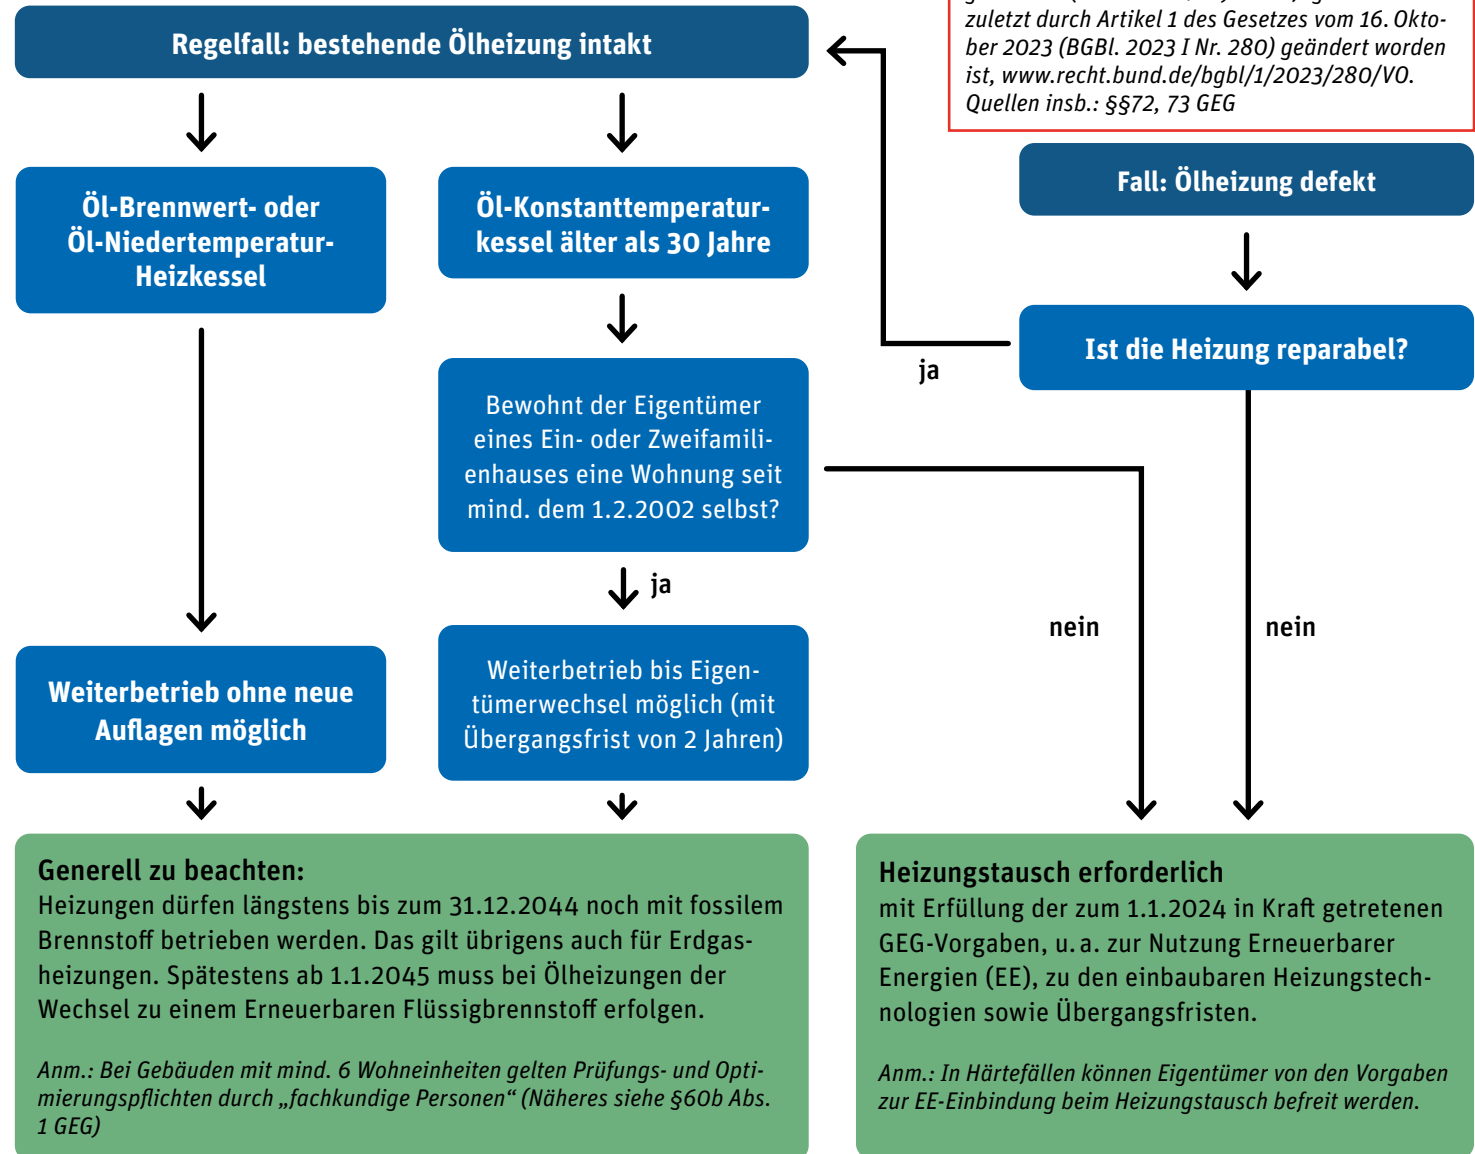 zuletzt durch Artikel 1 des Gesetzes vom 16. Okto-
ber 2023 (BGBl. 2023 I Nr. 280) geändert worden
ist, www.recht.bund.de/bgbl/1/2023/280/VO.
Quellen insb.: §§72, 73 GEG
Regelfall: bestehende Ölheizung intakt
Fall: Ölheizung defekt
Öl-Brennwert- oder
Öl-Niedertemperatur-
Heizkessel
Öl-Konstanttemperatur-
kessel älter als 30 Jahre
Ist die Heizung reparabel?
ja
Bewohnt der Eigentümer
eines Ein- oder Zweifamili-
enhauses eine Wohnung seit
mind. dem 1.2.2002 selbst?
ja
nein
nein
Weiterbetrieb ohne neue
Auflagen möglich
Weiterbetrieb bis Eigen-
tümerwechsel möglich (mit
Übergangsfrist von 2 Jahren)
Generell zu beachten:
Heizungen dürfen längstens bis zum 31.12.2044 noch mit fossilem
Brennstoff betrieben werden. Das gilt übrigens auch für Erdgas-
heizungen. Spätestens ab 1.1.2045 muss bei Ölheizungen der
Wechsel zu einem Erneuerbaren Flüssigbrennstoff erfolgen.
Anm.: Bei Gebäuden mit mind. 6 Wohneinheiten gelten Prüfungs- und Opti-
mierungspflichten durch „fachkundige Personen“ (Näheres siehe §60b Abs.
1 GEG)
Heizungstausch erforderlich
mit Erfüllung der zum 1.1.2024 in Kraft getretenen
GEG-Vorgaben, u. a. zur Nutzung Erneuerbarer
Energien (EE), zu den einbaubaren Heizungstech-
nologien sowie Übergangsfristen.
Anm.: In Härtefällen können Eigentümer von den Vorgaben
zur EE-Einbindung beim Heizungstausch befreit werden.